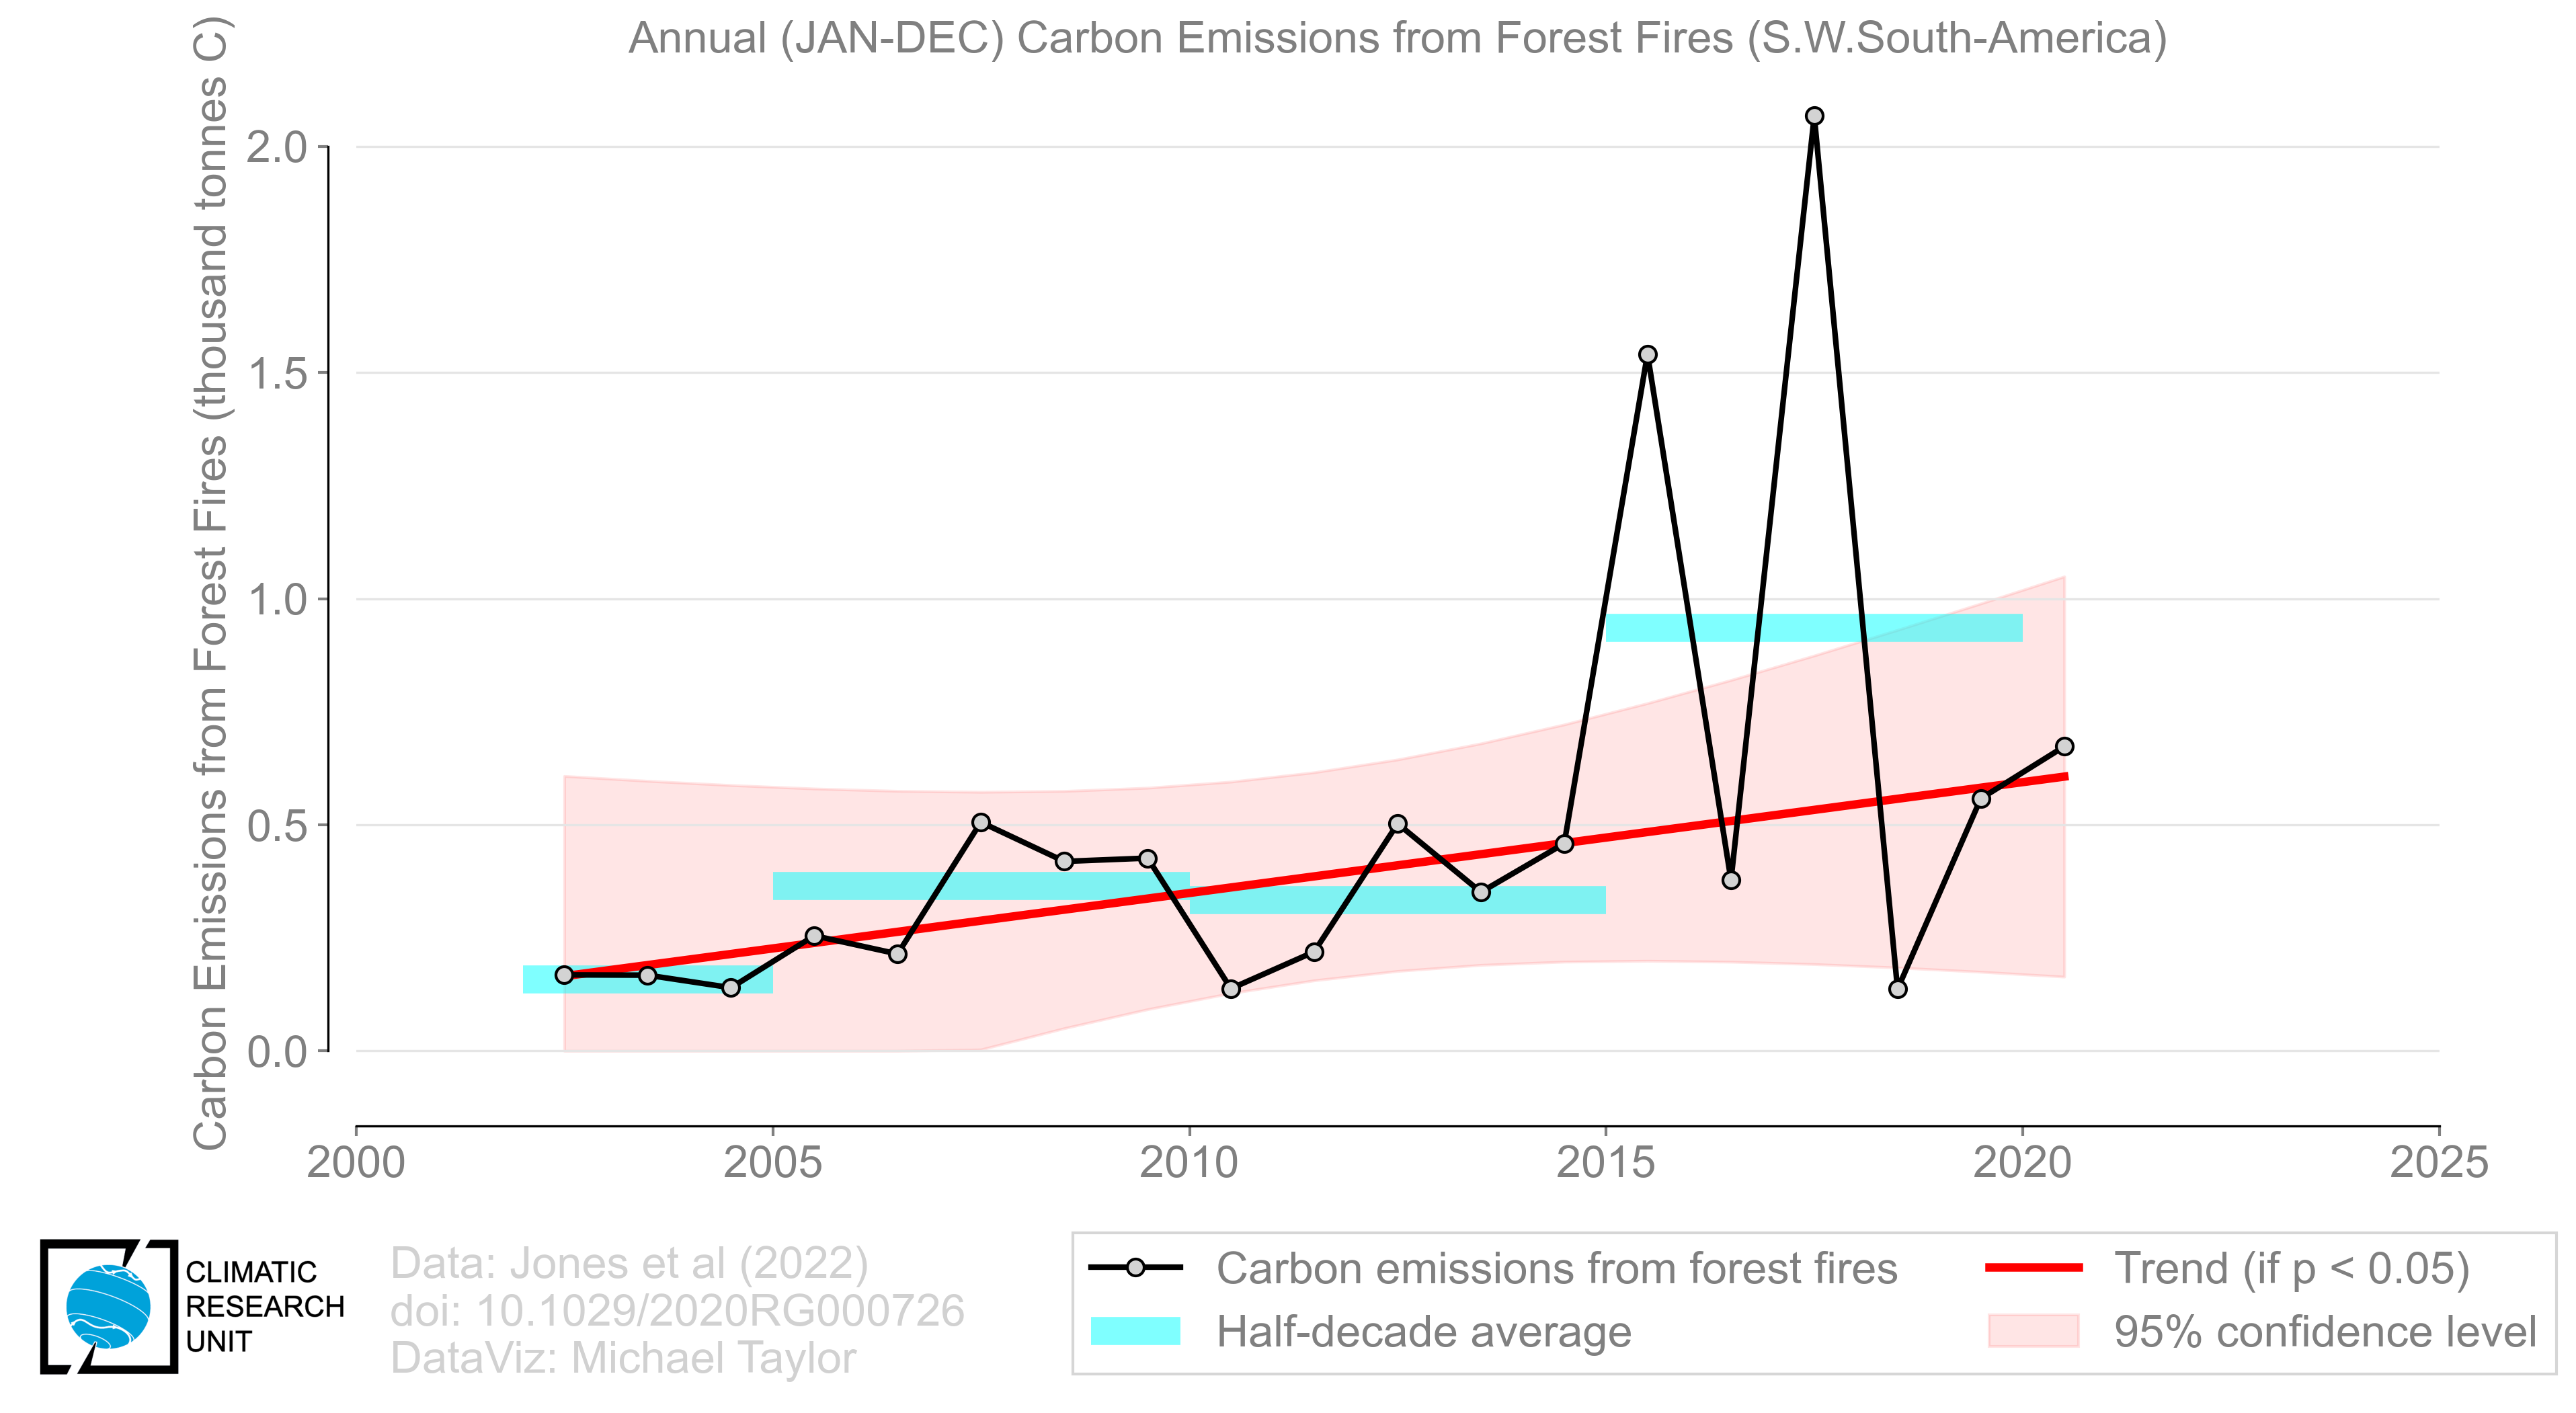 Annual (JAN-DEC) Carbon Emissions from Forest Fires (S.W.South-America)
Carbon Emissions from Forest Fires (thousand tonnes C)
2.0
1.5
1.0
0.5
0.0
2000
2005
2010
2015
2020
2025
CLIMATIC
RESEARCH
UNIT
Data: Jones et al (2022)
doi: 10.1029/2020RG000726
DataViz: Michael Taylor
Carbon emissions from forest fires
Half-decade average
Trend (if p < 0.05)
95% confidence level